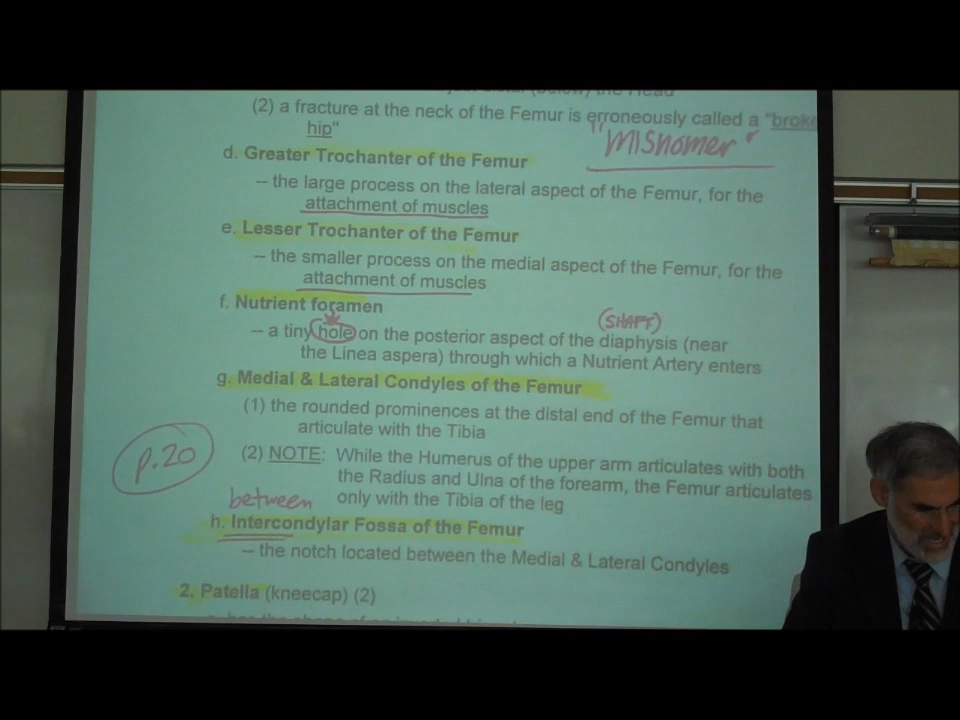 (below) the Head
(2) a fracture at the neck of the Femur is erroneously called a "broke
hip"
"MISnomer"
d. Greater Trochanter of the Femur
– the large process on the lateral aspect of the Femur, for the
attachment of muscles
e. Lesser Trochanter of the Femur
– the smaller process on the medial aspect of the Femur, for the
attachment of muscles
f. Nutrient foramen
(SHAFT)
– a tiny hole on the posterior aspect of the diaphysis (near
the Linea aspera) through which a Nutrient Artery enters
g. Medial & Lateral Condyles of the Femur
(1) the rounded prominences at the distal end of the Femur that
articulate with the Tibia
p.20
(2) NOTE: While the Humerus of the upper arm articulates with both
the Radius and Ulna of the forearm, the Femur articulates
only with the Tibia of the leg
between
h. Intercondylar Fossa of the Femur
– the notch located between the Medial & Lateral Condyles
2. Patella (kneecap) (2)